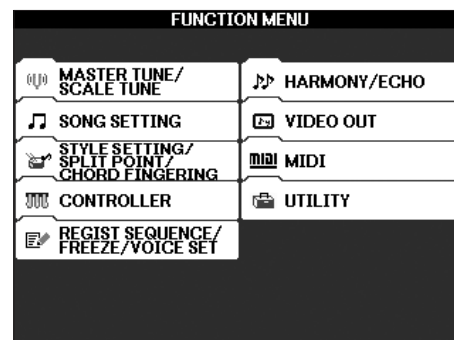 FUNCTION MENU
MASTER TUNE/
SCALE TUNE
SONG SETTING
STYLE SETTING/
SPLIT POINT/
CHORD FINGERING
CONTROLLER
REGIST SEQUENCE/
FREEZE/VOICE SET
HARMONY/ECHO
VIDEO OUT
MIDI MIDI
UTILITY